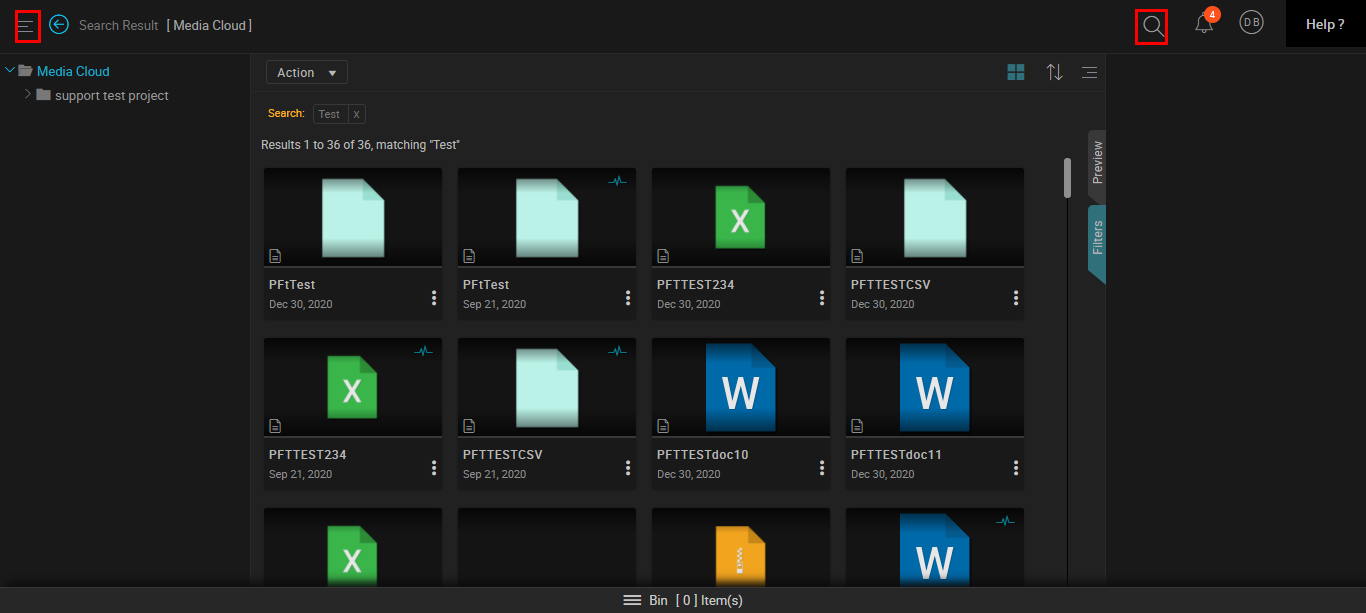 Search Result [ Media Cloud ]
4
D B
Help ?
Media Cloud
support test project
Action
Search: Test x
Results 1 to 36 of 36, matching "Test"
Preview
Filters
X
PFtTest
Dec 30, 2020
PFtTest
Sep 21, 2020
PFTTEST234
Dec 30, 2020
PFTTESTCSV
Dec 30, 2020
X
W
W
PFTTEST234
Sep 21, 2020
PFTTESTCSV
Sep 21, 2020
PFTTESTdoc10
Dec 30, 2020
PFTTESTdoc11
Dec 30, 2020
X
W
Bin [ 0 ] Item(s)